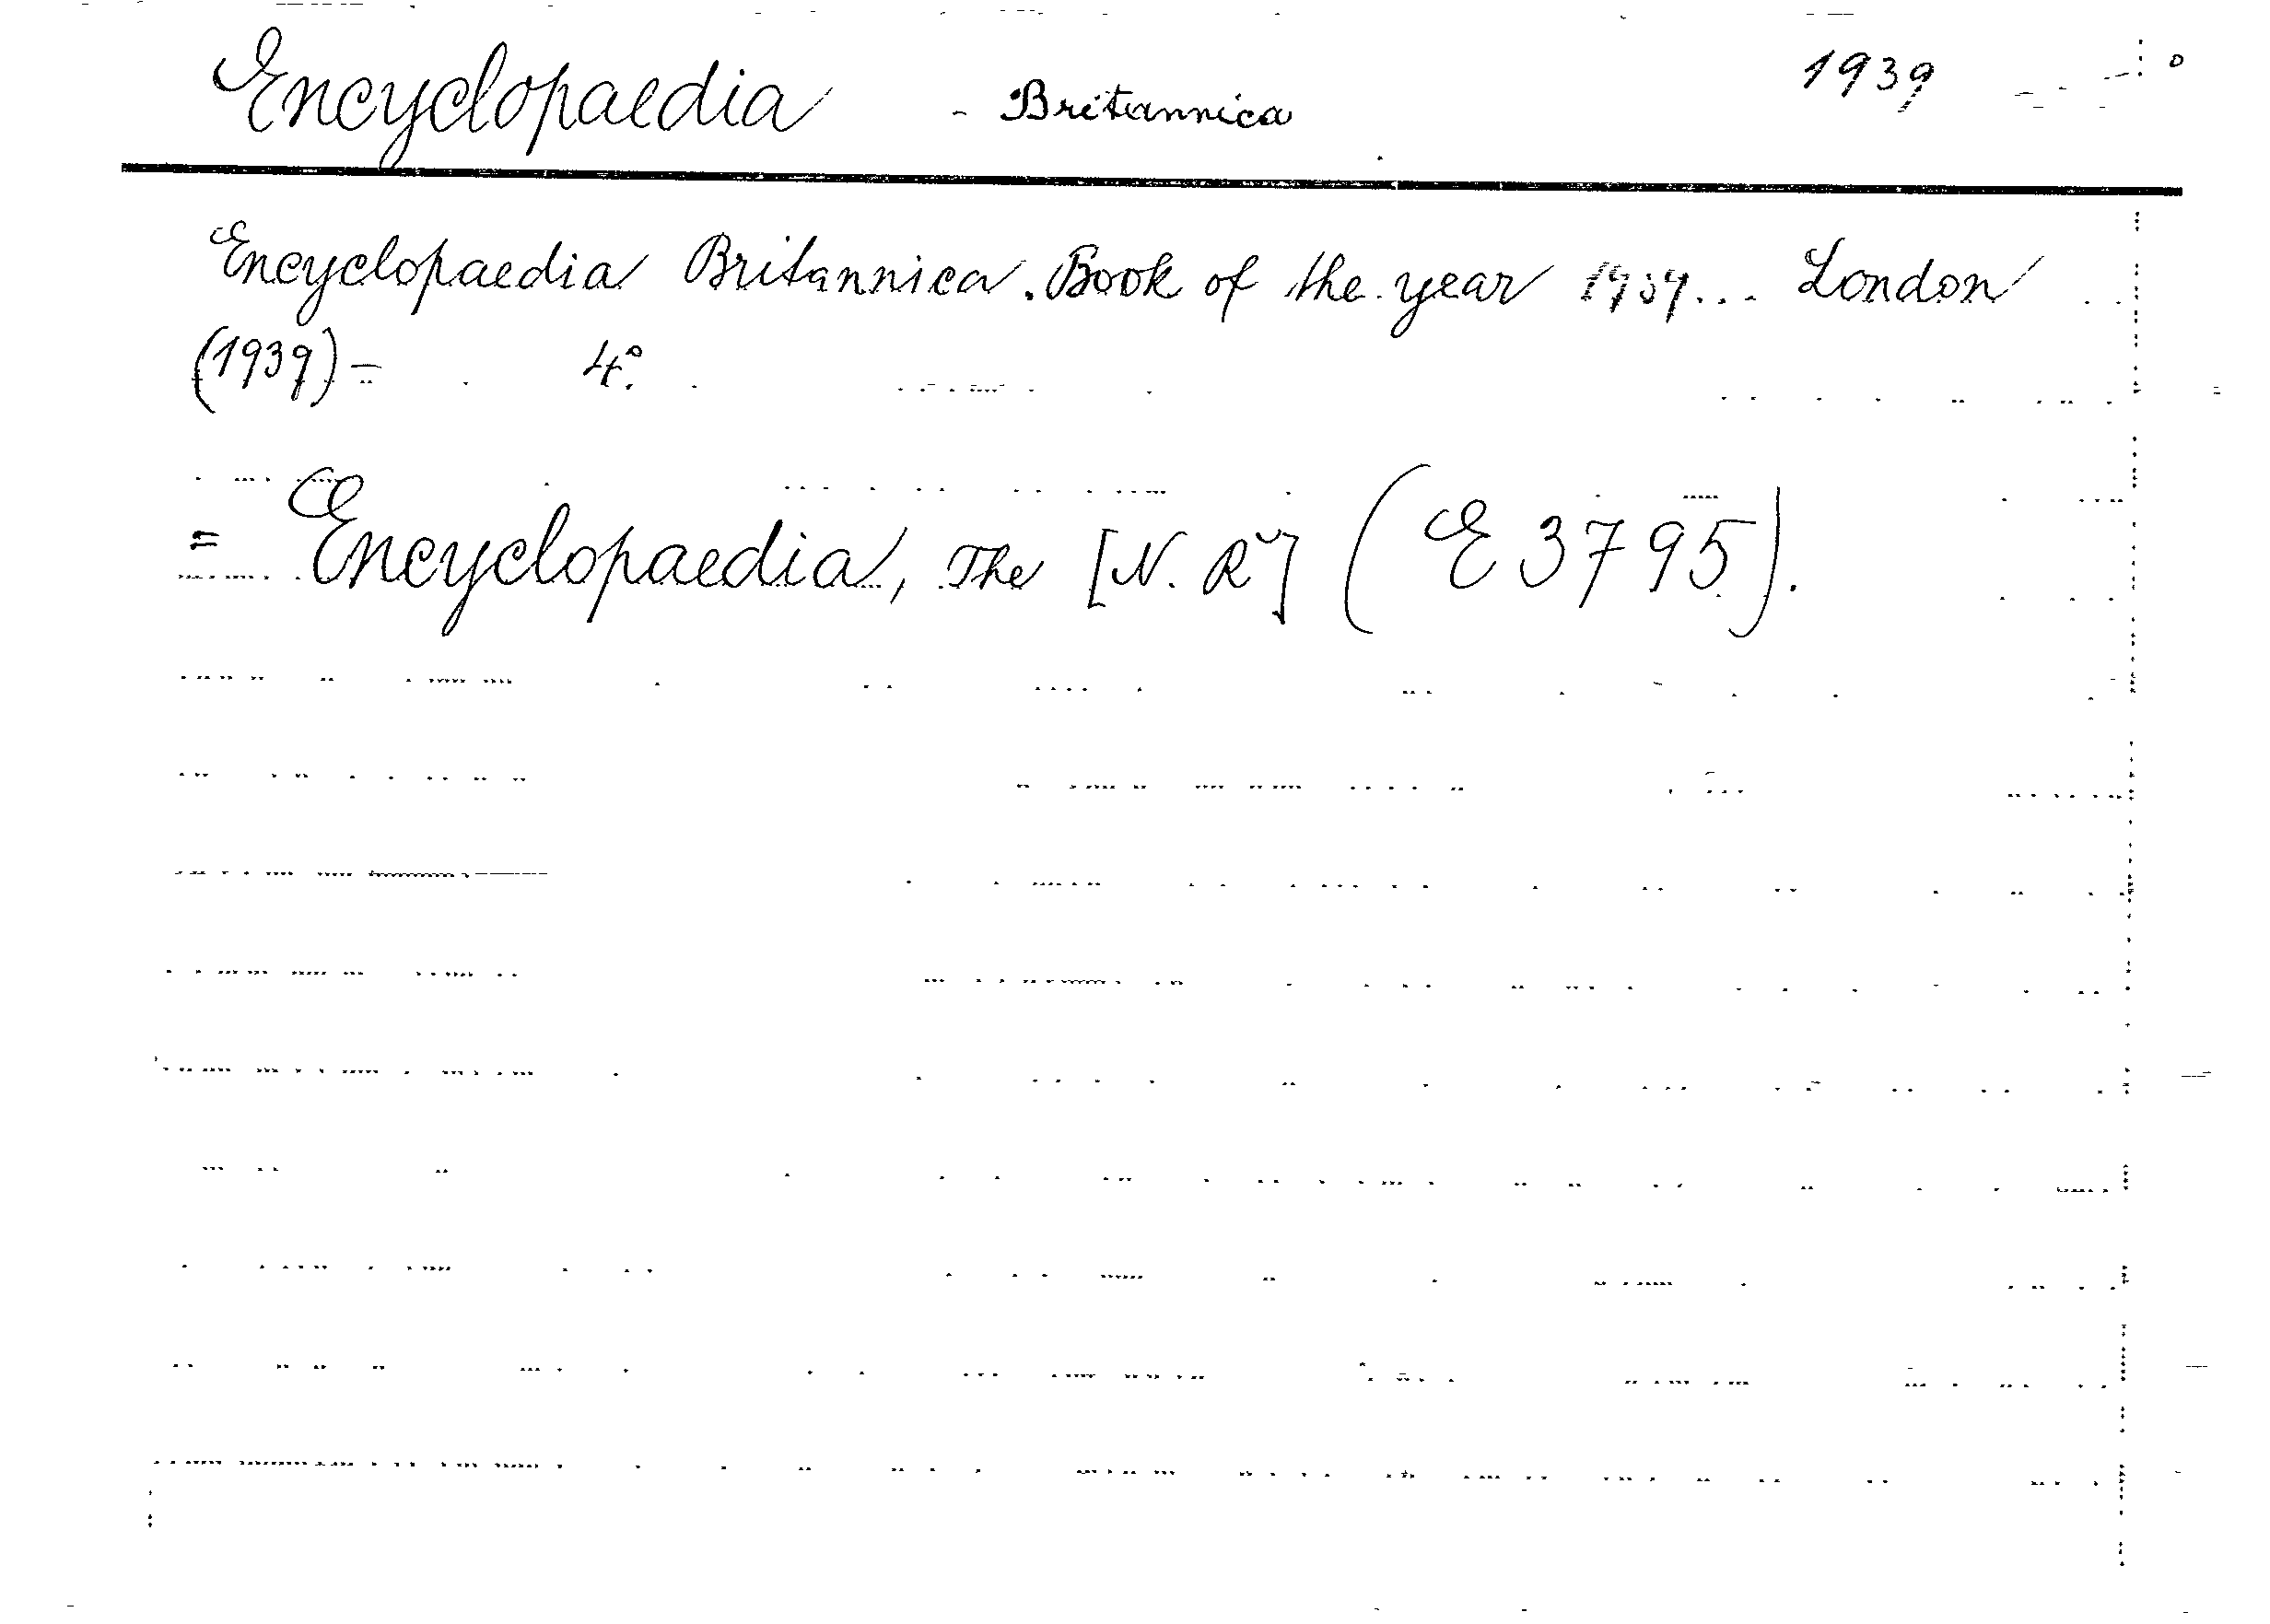 Encyclopaedia - Britannica 1939
Encyclopaedia Britannica. Book of the year 1939... London
(1939) – 4°.
= Encyclopaedia, The [N. R̆] (E 3795).